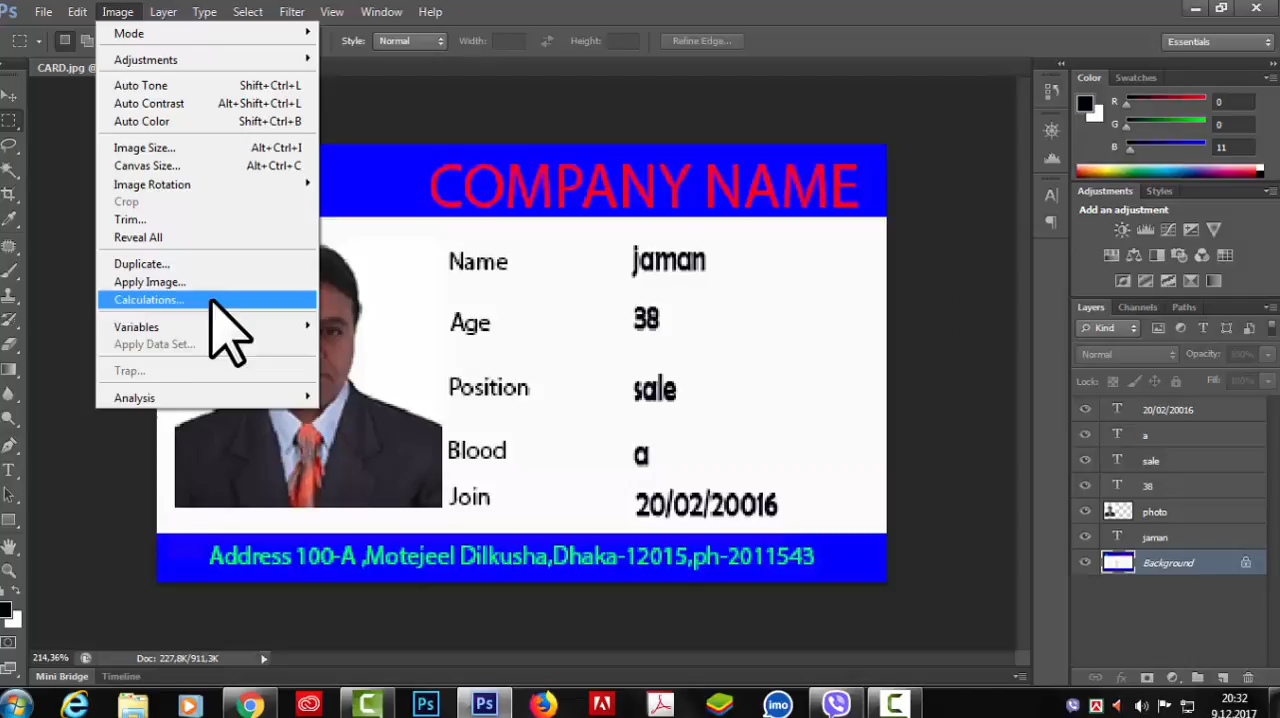 Ps File Edit Image Layer Type Select Filter View Window Help
Style: Normal Width: Height: Refine Edge... Essentials
CARD.jpg @
Mode
Adjustments
Auto Tone Shift+Ctrl+L
Auto Contrast Alt+Shift+Ctrl+L
Auto Color Shift+Ctrl+B
Image Size... Alt+Ctrl+I
Canvas Size... Alt+Ctrl+C
Image Rotation
Crop
Trim...
Reveal All
Duplicate...
Apply Image...
Calculations...
Variables
Apply Data Set...
Trap...
Analysis
COMPANY NAME
Name jaman
Age 38
Position sale
Blood a
Join 20/02/20016
Address 100-A ,Motejeel Dilkusha,Dhaka-12015,ph-2011543
Color Swatches
R 0
G 0
B 11
Adjustments Styles
Add an adjustment
Layers Channels Paths
Kind
Normal Opacity: 100%
Lock: Fill: 100%
T 20/02/20016
T a
T sale
T 38
photo
T jaman
Background
214,36% Doc: 227,8K/911,3K
Mini Bridge Timeline
Ps Ps imo
20:32
9.12.2017